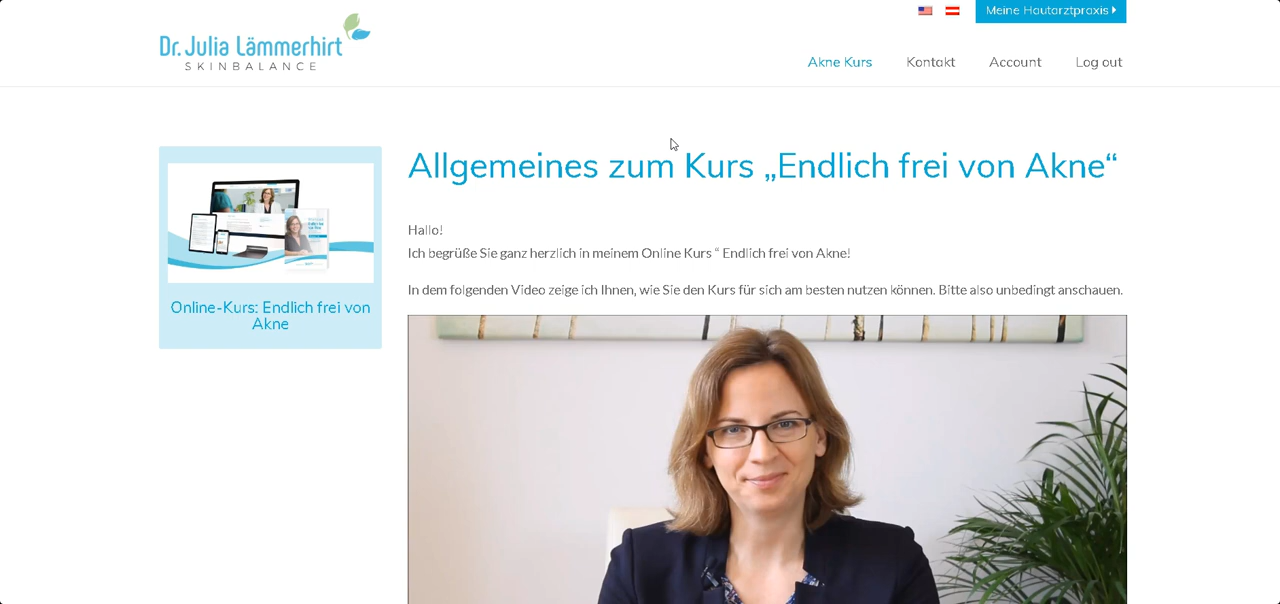 Meine Hautarztpraxis
Dr. Julia Lämmerhirt
SKINBALANCE
Akne Kurs Kontakt Account Log out
Allgemeines zum Kurs „Endlich frei von Akne“
Hallo!
Ich begrüße Sie ganz herzlich in meinem Online Kurs “ Endlich frei von Akne!
In dem folgenden Video zeige ich Ihnen, wie Sie den Kurs für sich am besten nutzen können. Bitte also unbedingt anschauen.
Online-Kurs: Endlich frei von
Akne